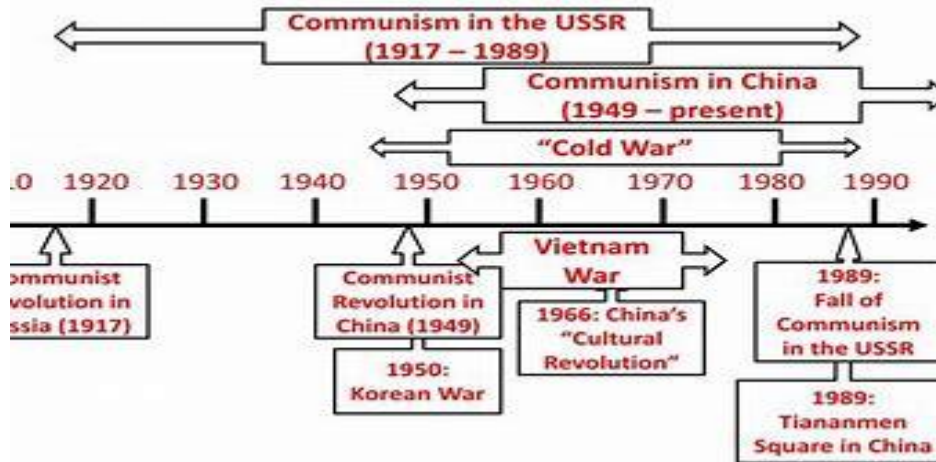 Communism in the USSR
(1917 – 1989)
Communism in China
(1949 – present)
“Cold War”
10 1920 1930 1940 1950 1960 1970 1980 1990
ommunist
volution in
ssia (1917)
Communist
Revolution in
China (1949)
1950:
Korean War
Vietnam
War
1966: China’s
“Cultural
Revolution”
1989:
Fall of
Communism
in the USSR
1989:
Tiananmen
Square in China